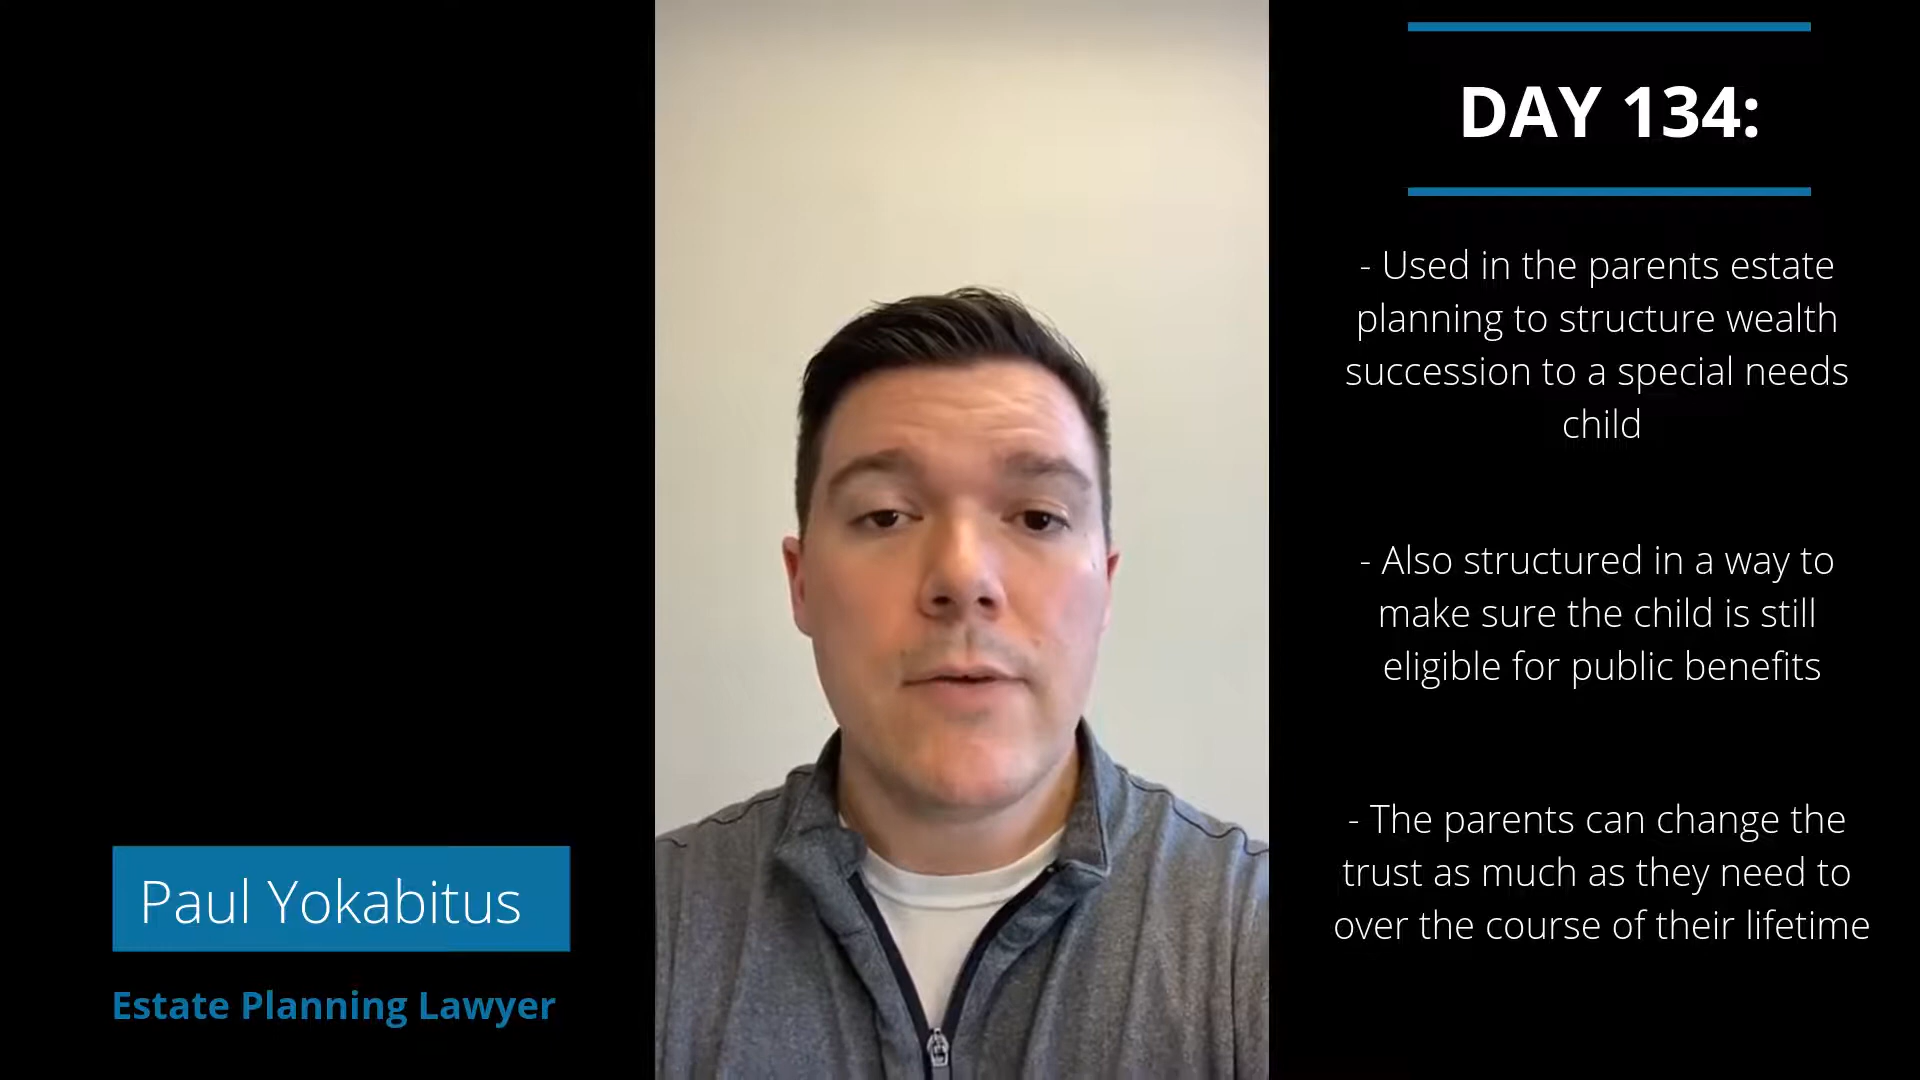 DAY 134:
- Used in the parents estate
planning to structure wealth
succession to a special needs
child
- Also structured in a way to
make sure the child is still
eligible for public benefits
- The parents can change the
trust as much as they need to
over the course of their lifetime
Paul Yokabitus
Estate Planning Lawyer